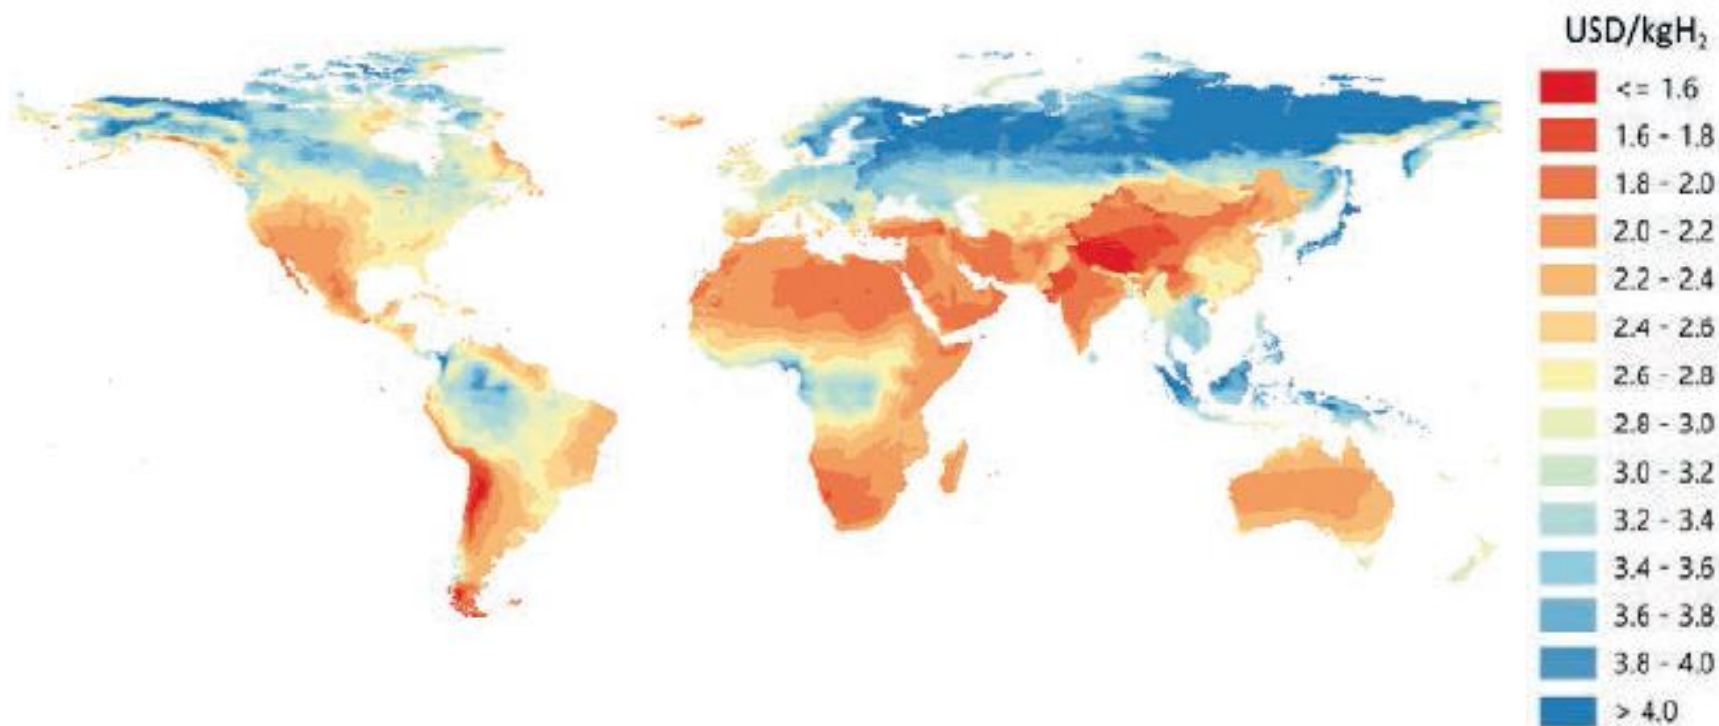 USD/kgH₂
<= 1.6
1.6 - 1.8
1.8 - 2.0
2.0 - 2.2
2.2 - 2.4
2.4 - 2.6
2.6 - 2.8
2.8 - 3.0
3.0 - 3.2
3.2 - 3.4
3.4 - 3.6
3.6 - 3.8
3.8 - 4.0
> 4.0